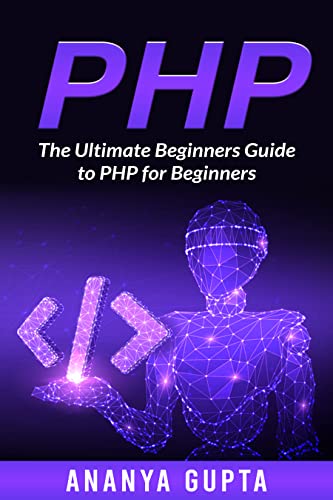 PHP
The Ultimate Beginners Guide
to PHP for Beginners
</>
ANANYA GUPTA